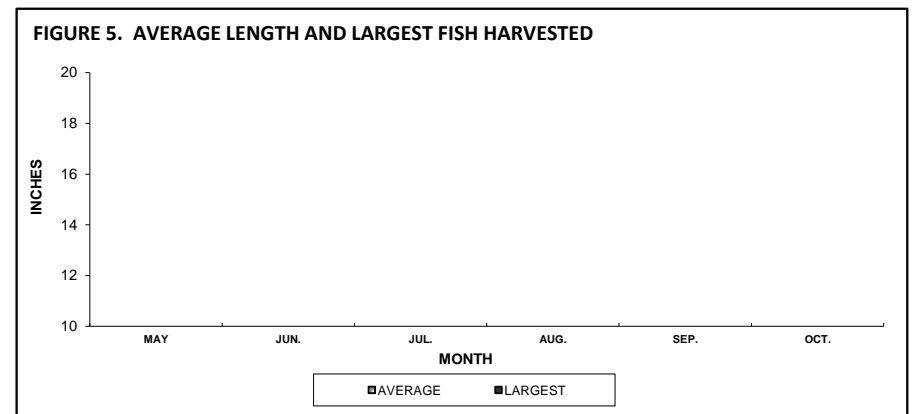 FIGURE 5. AVERAGE LENGTH AND LARGEST FISH HARVESTED
20
18
16
14
12
10
INCHES
MAY JUN. JUL. AUG. SEP. OCT.
MONTH
AVERAGE LARGEST